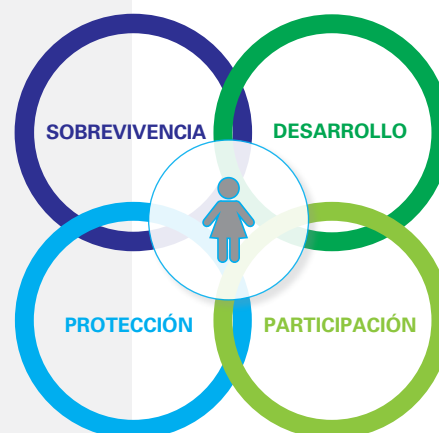 SOBREVIVENCIA
DESARROLLO
PROTECCIÓN
PARTICIPACIÓN